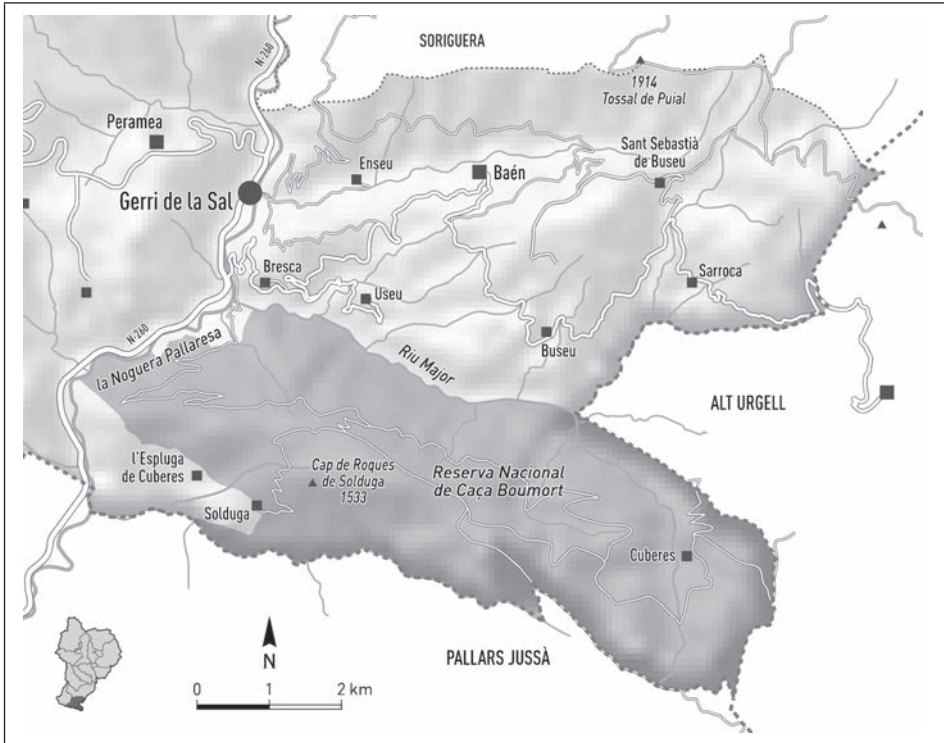 SORIGUERA
N-260
1914
Tossal de Puial
Peramea
Sant Sebastià
de Buseu
Enseu
Baén
Gerri de la Sal
Bresca
Sarroca
Useu
N-260
Buseu
la Noguera Pallaresa
Riu Major
ALT URGELL
l'Espluga
de Cuberes
Cap de Roques
de Solduga
1533
Reserva Nacional
de Caça Boumort
Solduga
Cuberes
N
PALLARS JUSSÀ
0 1 2 km